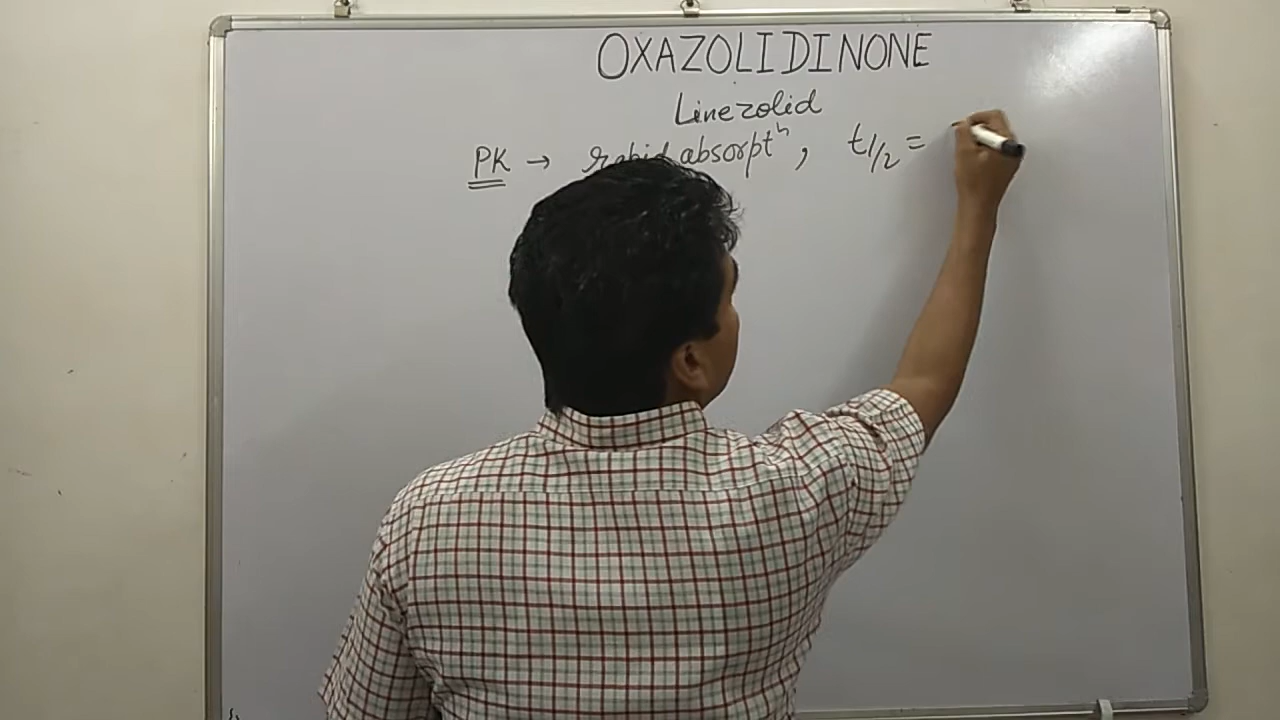 OXAZOLIDINONE
Linezolid
PK → rapid absorptⁿ, t1/2 =